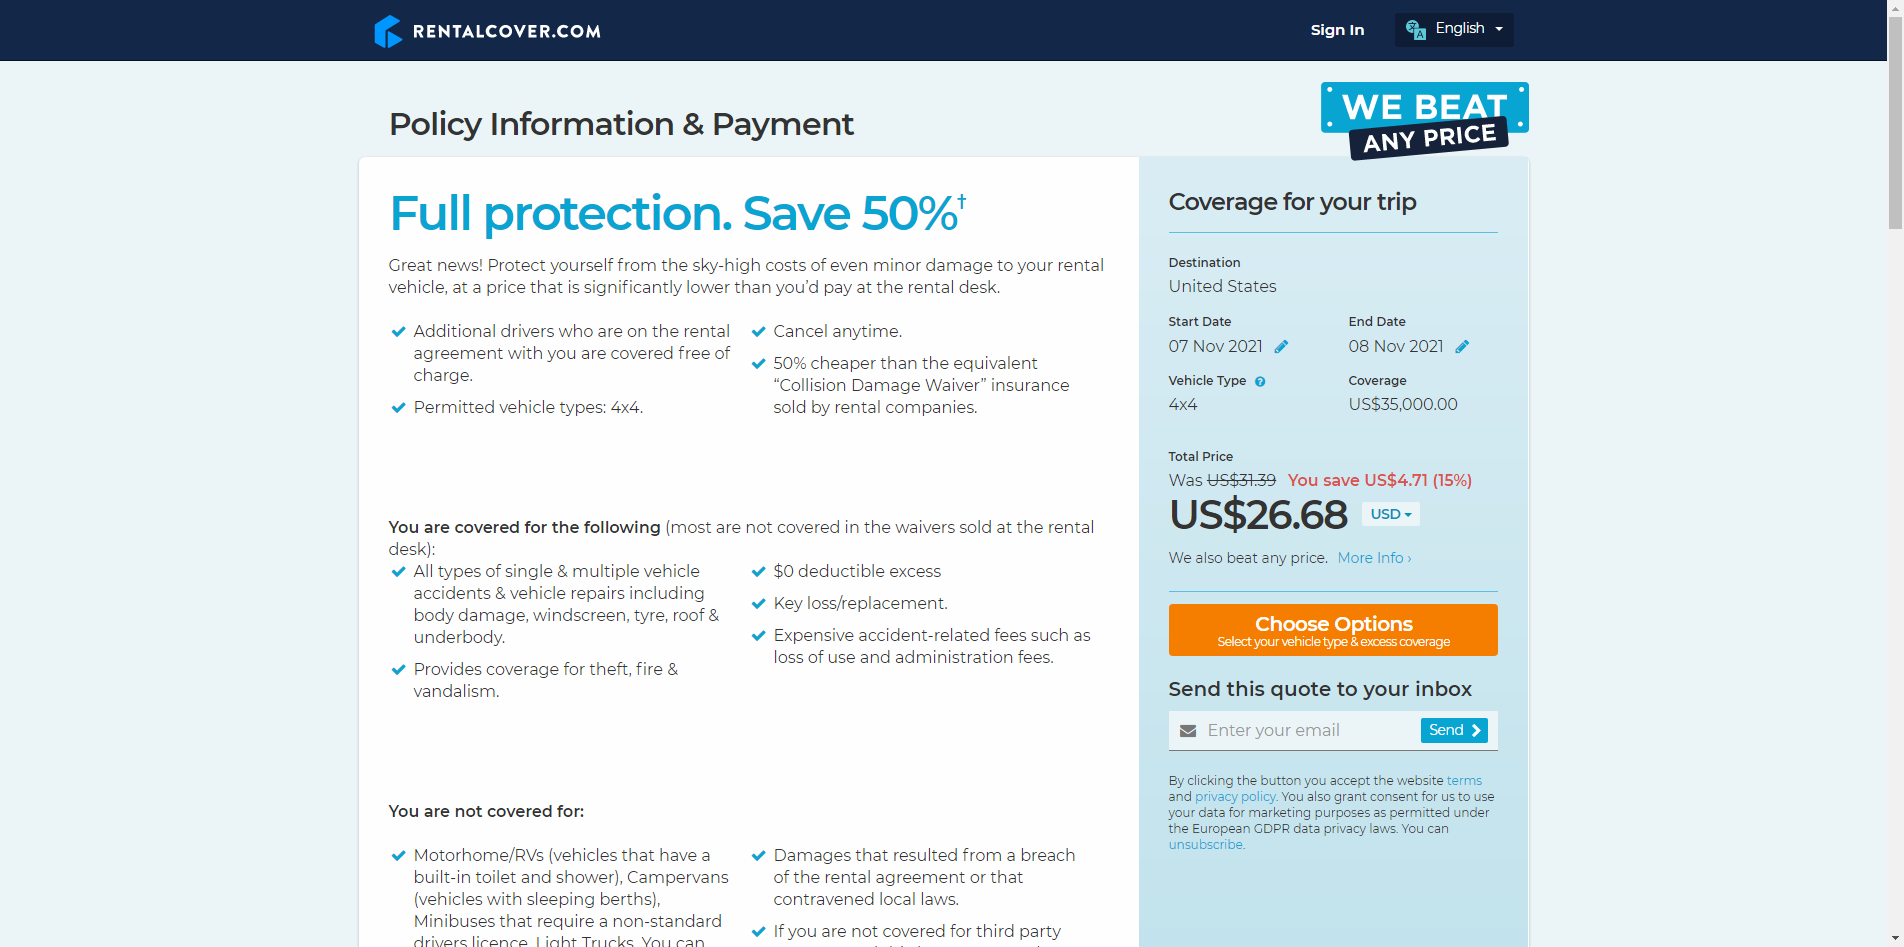 RENTALCOVER.COM
Sign In
English
Policy Information & Payment
WE BEAT
ANY PRICE
Full protection. Save 50%†
Great news! Protect yourself from the sky-high costs of even minor damage to your rental
vehicle, at a price that is significantly lower than you’d pay at the rental desk.
Additional drivers who are on the rental
agreement with you are covered free of
charge.
Permitted vehicle types: 4x4.
Cancel anytime.
50% cheaper than the equivalent
“Collision Damage Waiver” insurance
sold by rental companies.
You are covered for the following (most are not covered in the waivers sold at the rental
desk):
All types of single & multiple vehicle
accidents & vehicle repairs including
body damage, windscreen, tyre, roof &
underbody.
Provides coverage for theft, fire &
vandalism.
$0 deductible excess
Key loss/replacement.
Expensive accident-related fees such as
loss of use and administration fees.
You are not covered for:
Motorhome/RVs (vehicles that have a
built-in toilet and shower), Campervans
(vehicles with sleeping berths),
Minibuses that require a non-standard
drivers licence, Light Trucks. You can
Damages that resulted from a breach
of the rental agreement or that
contravened local laws.
If you are not covered for third party
Coverage for your trip
Destination
United States
Start Date
07 Nov 2021
End Date
08 Nov 2021
Vehicle Type ?
4x4
Coverage
US$35,000.00
Total Price
Was US$31.39 You save US$4.71 (15%)
US$26.68 USD
We also beat any price. More Info ›
Choose Options
Select your vehicle type & excess coverage
Send this quote to your inbox
Enter your email
Send
By clicking the button you accept the website terms
and privacy policy. You also grant consent for us to use
your data for marketing purposes as permitted under
the European GDPR data privacy laws. You can
unsubscribe.